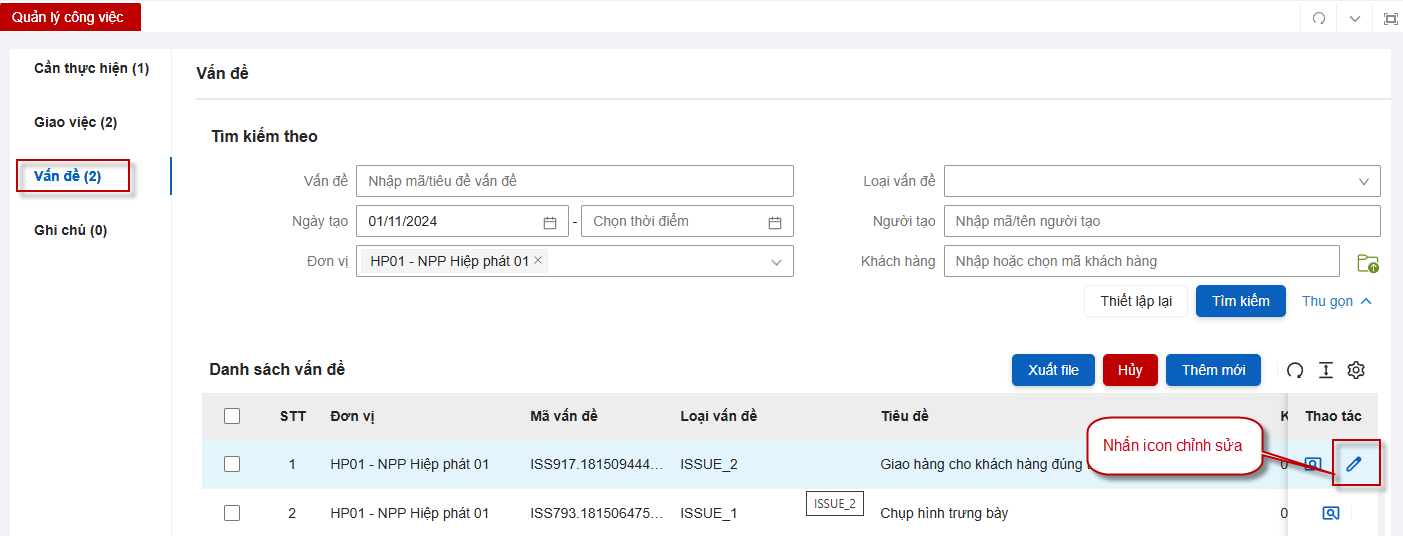 Quản lý công việc
Cần thực hiện (1)
Giao việc (2)
Vấn đề (2)
Ghi chú (0)
Vấn đề
Tìm kiếm theo
Vấn đề Nhập mã/tiêu đề vấn đề Loại vấn đề
Ngày tạo 01/11/2024 - Chọn thời điểm Người tạo Nhập mã/tên người tạo
Đơn vị HP01 - NPP Hiệp phát 01 Khách hàng Nhập hoặc chọn mã khách hàng
Thiết lập lại Tìm kiếm Thu gọn
Danh sách vấn đề Xuất file Hủy Thêm mới
STT Đơn vị Mã vấn đề Loại vấn đề Tiêu đề K Thao tác
Nhấn icon chỉnh sửa
1 HP01 - NPP Hiệp phát 01 ISS917.181509444... ISSUE_2 Giao hàng cho khách hàng đúng 0
ISSUE_2
2 HP01 - NPP Hiệp phát 01 ISS793.181506475... ISSUE_1 Chụp hình trưng bày 0